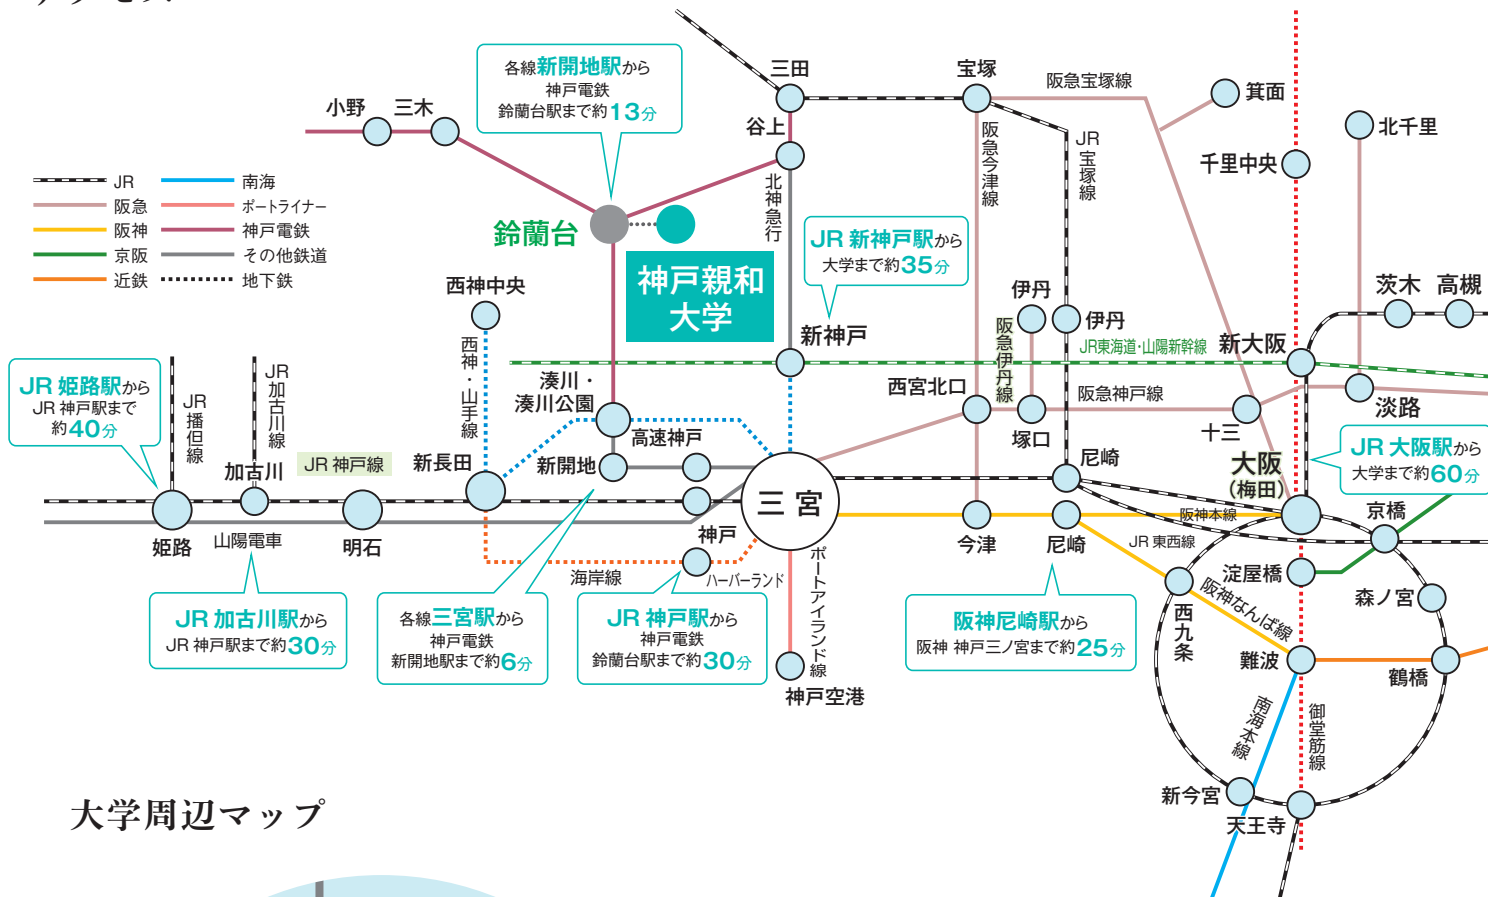 アクセス
JR
阪急
阪神
京阪
近鉄
南海
ポートライナー
神戸電鉄
その他鉄道
地下鉄
小野
三木
各線新開地駅から
神戸電鉄
鈴蘭台駅まで約13分
三田
谷上
北神急行
宝塚
阪急宝塚線
阪急今津線
JR宝塚線
箕面
北千里
千里中央
鈴蘭台
神戸親和
大学
JR 新神戸駅から
大学まで約35分
西神中央
西神・山手線
新神戸
伊丹
阪急伊丹線
伊丹
茨木
高槻
JR東海道・山陽新幹線
新大阪
JR 姫路駅から
JR 神戸駅まで
約40分
JR播但線
JR加古川線
湊川・
湊川公園
西宮北口
阪急神戸線
塚口
十三
淡路
加古川
JR 神戸線
新長田
新開地
高速神戸
尼崎
大阪
(梅田)
JR 大阪駅から
大学まで約60分
三宮
姫路
山陽電車
明石
神戸
今津
尼崎
阪神本線
JR 東西線
京橋
海岸線
ハーバーランド
ポートアイランド線
淀屋橋
森ノ宮
阪神なんば線
西九条
JR 加古川駅から
JR 神戸駅まで約30分
各線三宮駅から
神戸電鉄
新開地駅まで約6分
JR 神戸駅から
神戸電鉄
鈴蘭台駅まで約30分
阪神尼崎駅から
阪神 神戸三ノ宮まで約25分
難波
鶴橋
神戸空港
南海本線
御堂筋線
新今宮
天王寺
大学周辺マップ